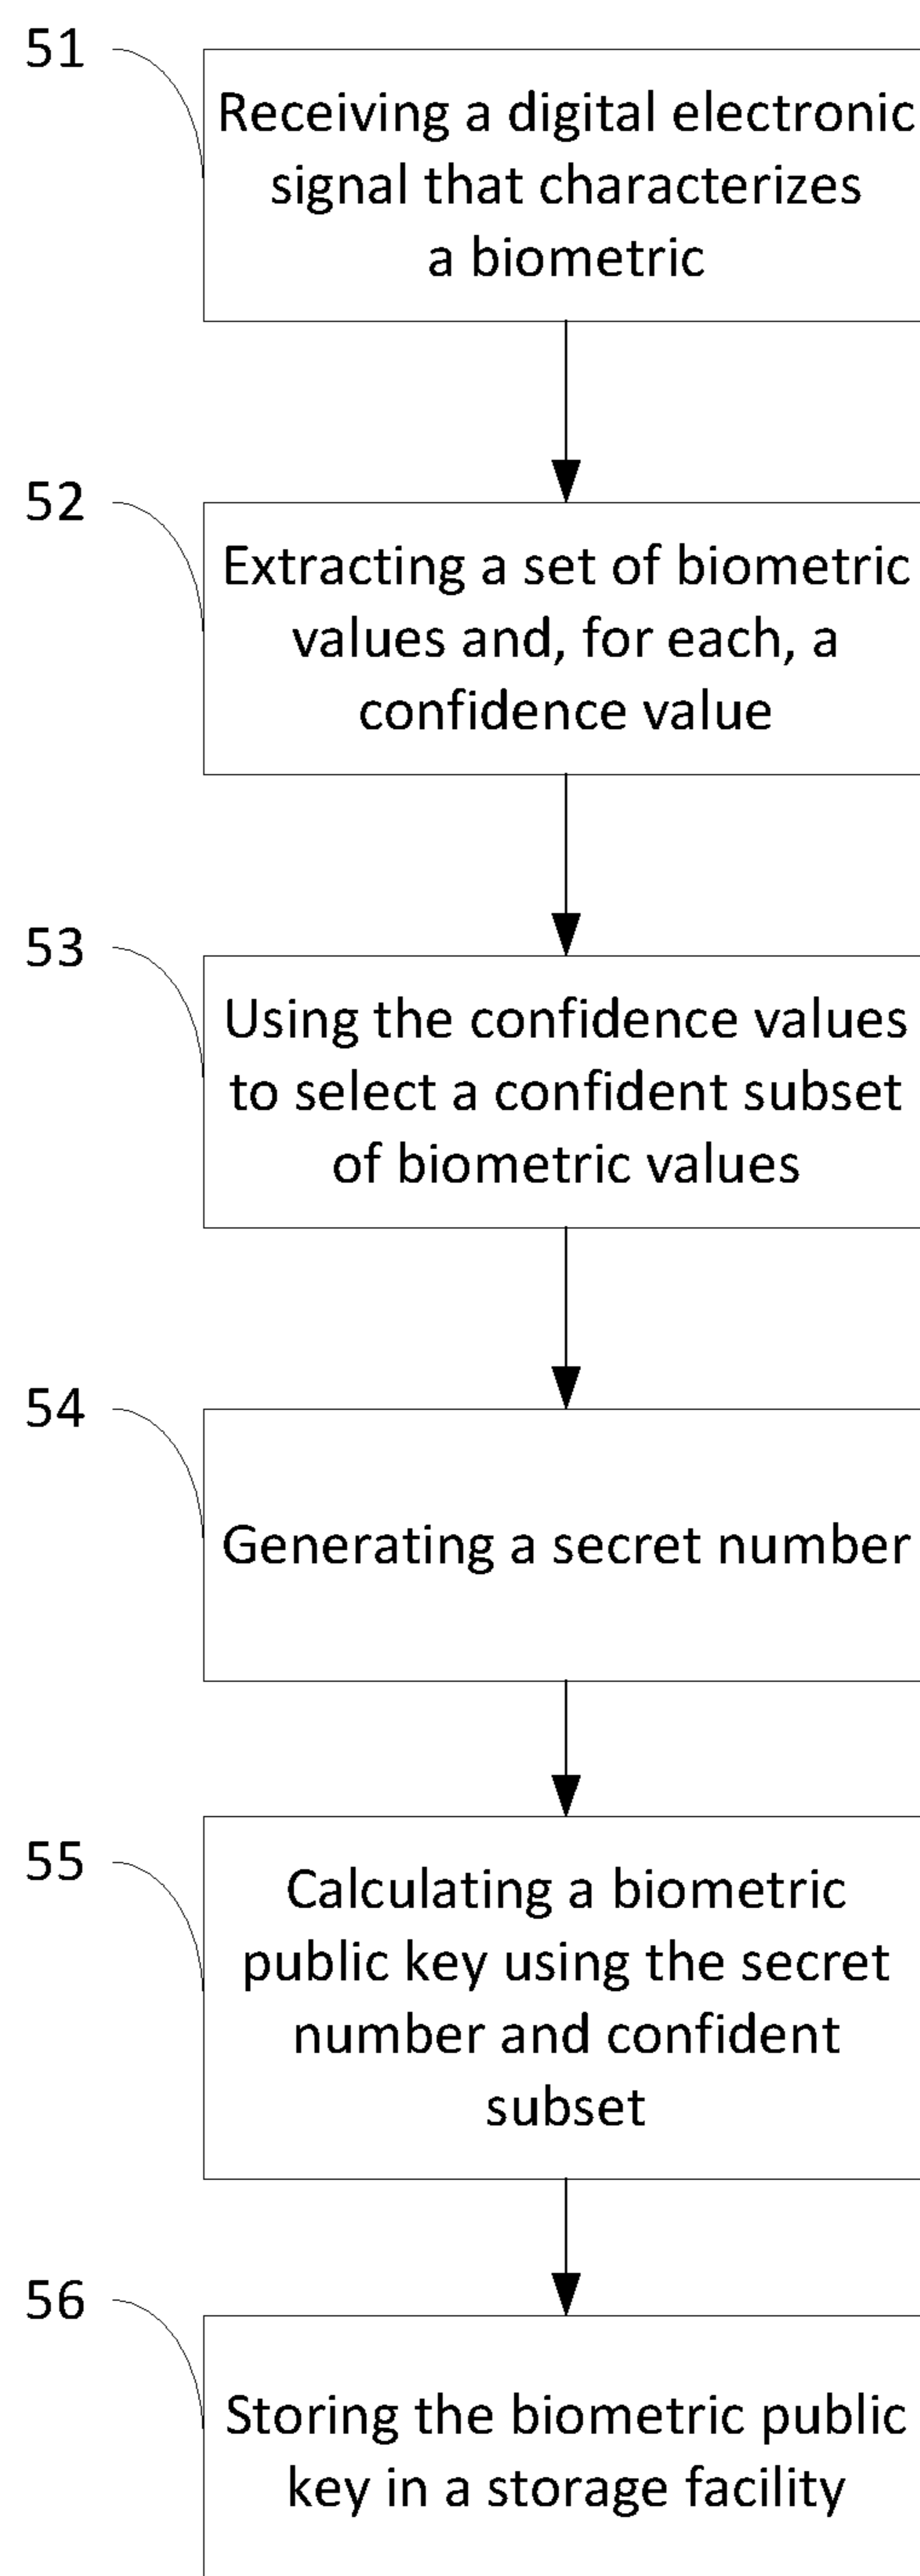 51
Receiving a digital electronic
signal that characterizes
a biometric
52
Extracting a set of biometric
values and, for each, a
confidence value
53
Using the confidence values
to select a confident subset
of biometric values
54
Generating a secret number
55
Calculating a biometric
public key using the secret
number and confident
subset
56
Storing the biometric public
key in a storage facility